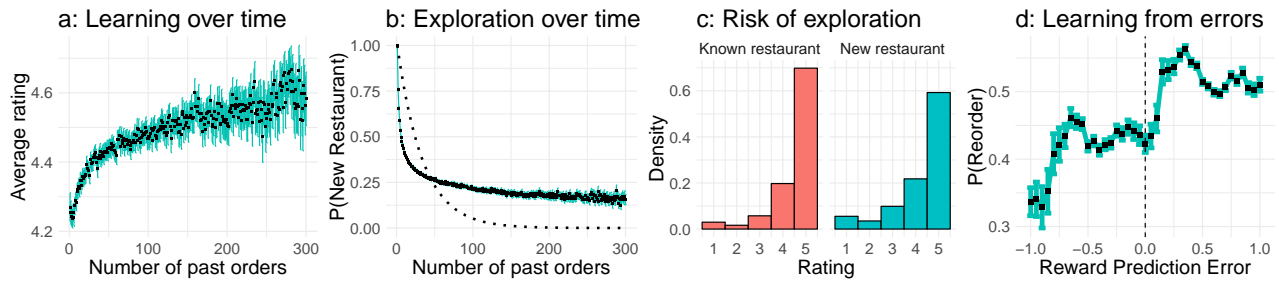 a: Learning over time
Average rating
4.6
4.4
4.2
0
100
200
300
Number of past orders
b: Exploration over time
P(New Restaurant)
1.00
0.75
0.50
0.25
0.00
0
100
200
300
Number of past orders
c: Risk of exploration
Known restaurant
New restaurant
Density
0.6
0.4
0.2
0.0
1 2 3 4 5
1 2 3 4 5
Rating
d: Learning from errors
P(Reorder)
0.5
0.4
0.3
−1.0
−0.5
0.0
0.5
1.0
Reward Prediction Error